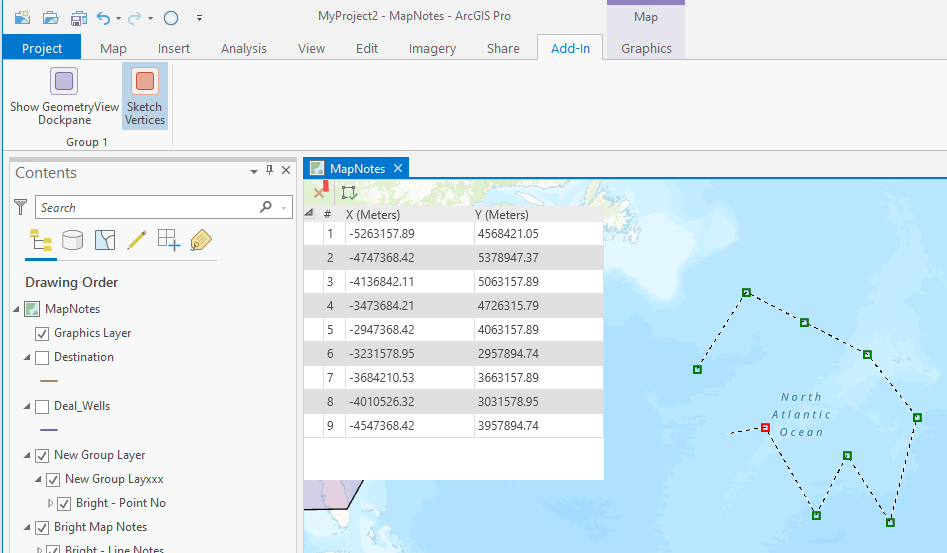 MyProject2 - MapNotes - ArcGIS Pro
Map
Project Map Insert Analysis View Edit Imagery Share Add-In Graphics
Show GeometryView Dockpane
Sketch Vertices
Group 1
Contents
Search
Drawing Order
MapNotes
Graphics Layer
Destination
Deal_Wells
New Group Layer
New Group Layxxx
Bright - Point No
Bright Map Notes
Bright - Line Notes
MapNotes
# X (Meters) Y (Meters)
1 -5263157.89 4568421.05
2 -4747368.42 5378947.37
3 -4136842.11 5063157.89
4 -3473684.21 4726315.79
5 -2947368.42 4063157.89
6 -3231578.95 2957894.74
7 -3684210.53 3663157.89
8 -4010526.32 3031578.95
9 -4547368.42 3957894.74
North
Atlantic
Ocean